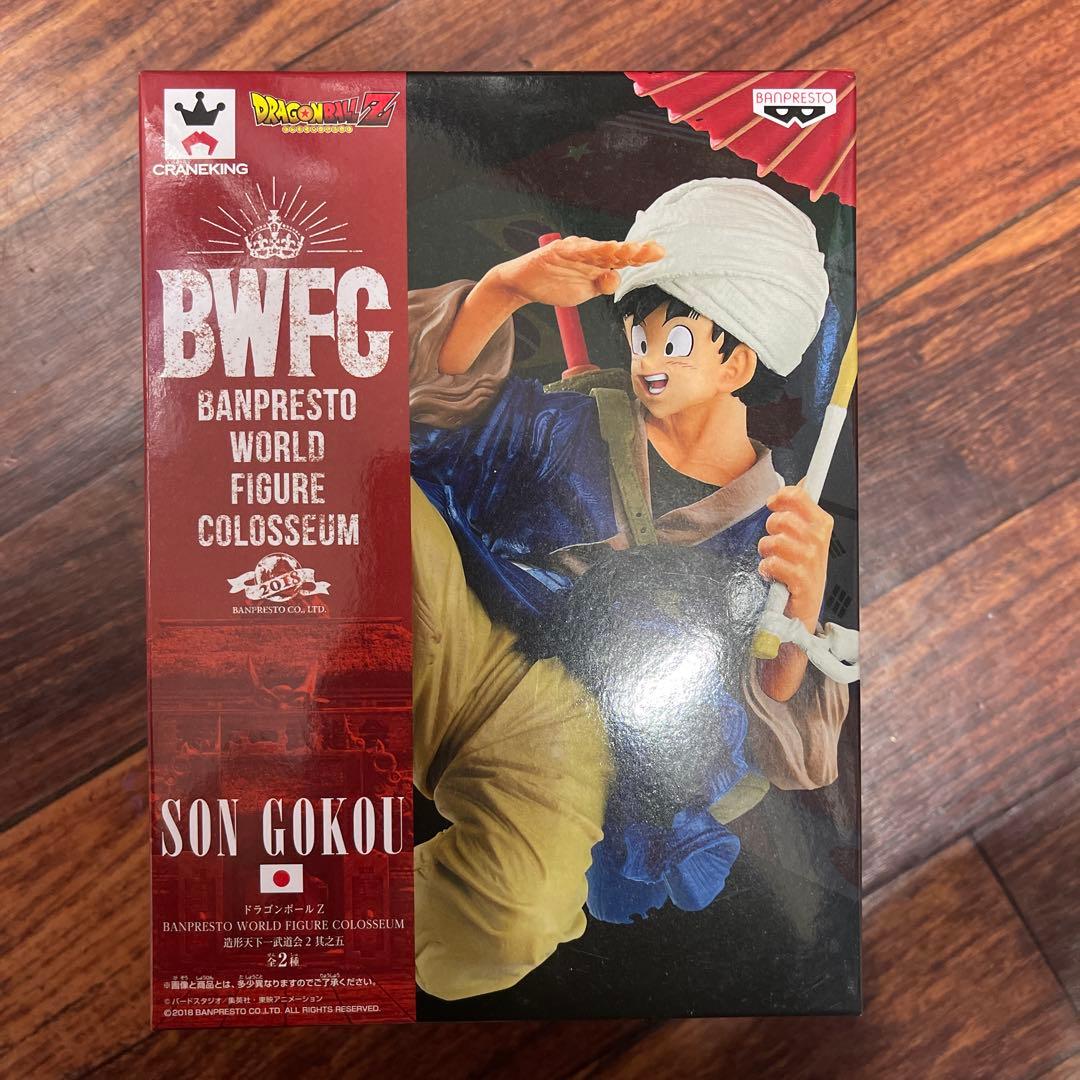 CRANEKING
DRAGONBALL Z
BANPRESTO
BWFC
BANPRESTO
WORLD
FIGURE
COLOSSEUM
2018
BANPRESTO CO., LTD.
SON GOKOU
ドラゴンボールZ
BANPRESTO WORLD FIGURE COLOSSEUM
造形天下一武道会2 其之五
全2種
※画像と商品とは、多少異なりますのでご了承ください。
©バードスタジオ/集英社・東映アニメーション
©2018 BANPRESTO CO.,LTD. ALL RIGHTS RESERVED.